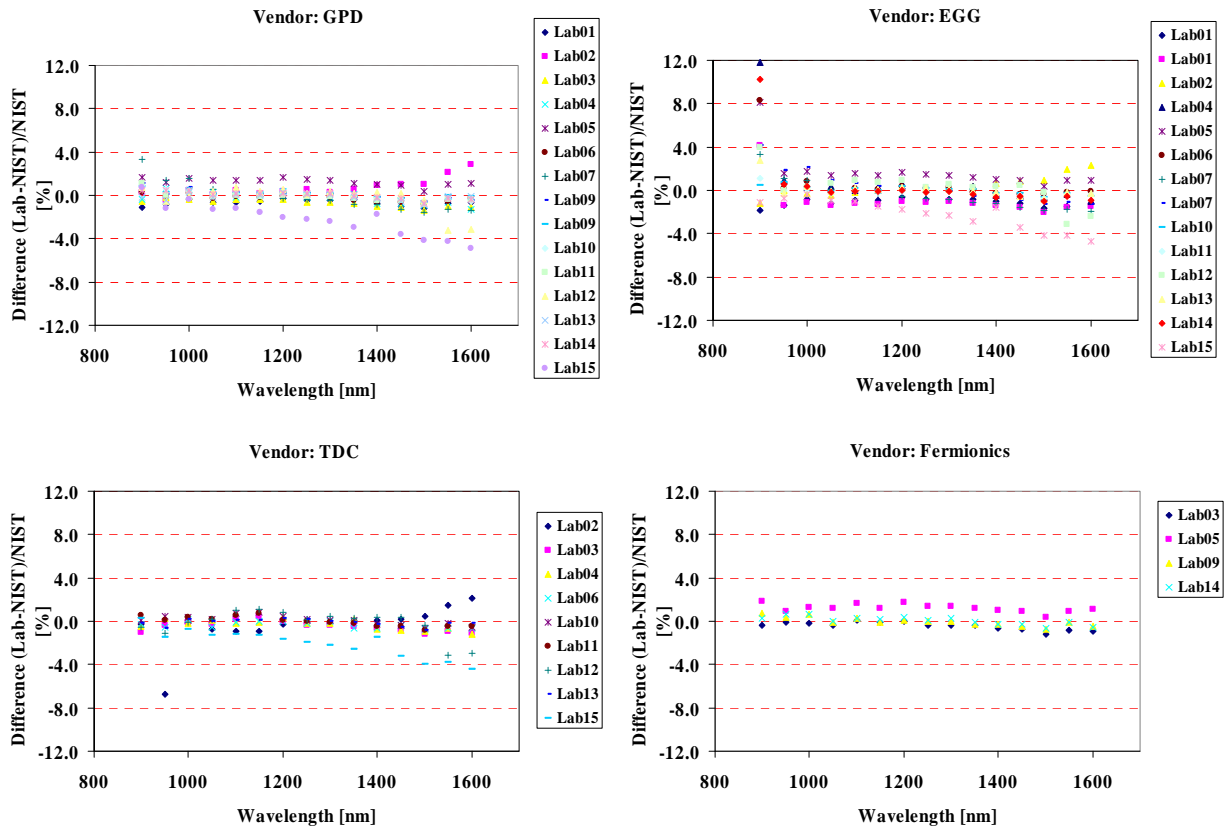 Vendor: GPD
Difference (Lab-NIST)/NIST
[%]
12.0
8.0
4.0
0.0
-4.0
-8.0
-12.0
800
1000
1200
1400
1600
Wavelength [nm]
Lab01
Lab02
Lab03
Lab04
Lab05
Lab06
Lab07
Lab09
Lab09
Lab10
Lab11
Lab12
Lab13
Lab14
Lab15
Vendor: EGG
Difference (Lab-NIST)/NIST
[%]
12.0
8.0
4.0
0.0
-4.0
-8.0
-12.0
800
1000
1200
1400
1600
Wavelength [nm]
Lab01
Lab01
Lab02
Lab04
Lab05
Lab06
Lab07
Lab07
Lab10
Lab11
Lab12
Lab13
Lab14
Lab15
Vendor: TDC
Difference (Lab-NIST)/NIST
[%]
12.0
8.0
4.0
0.0
-4.0
-8.0
-12.0
800
1000
1200
1400
1600
Wavelength [nm]
Lab02
Lab03
Lab04
Lab06
Lab10
Lab11
Lab12
Lab13
Lab15
Vendor: Fermionics
Difference (Lab-NIST)/NIST
[%]
12.0
8.0
4.0
0.0
-4.0
-8.0
-12.0
800
1000
1200
1400
1600
Wavelength [nm]
Lab03
Lab05
Lab09
Lab14